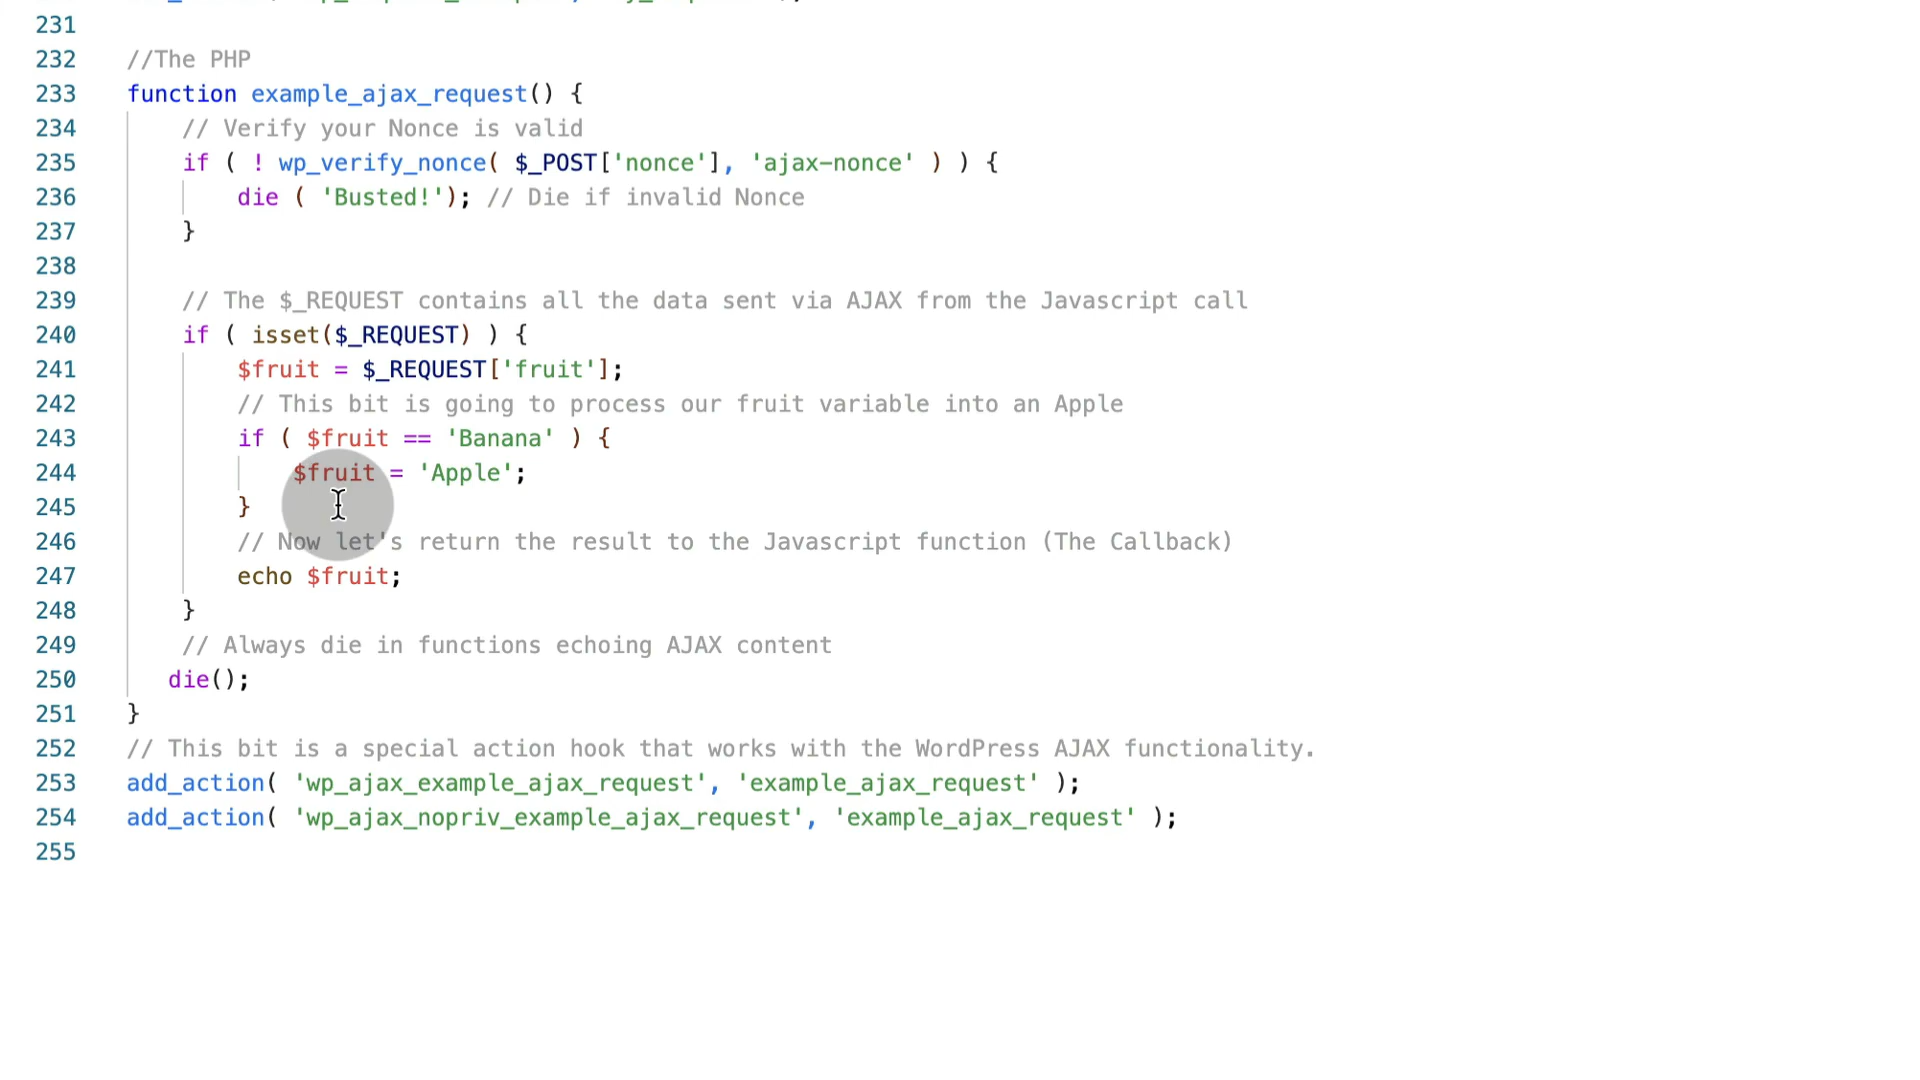 231
232 //The PHP
233 function example_ajax_request() {
234 // Verify your Nonce is valid
235 if ( ! wp_verify_nonce( $_POST['nonce'], 'ajax-nonce' ) ) {
236 die ( 'Busted!'); // Die if invalid Nonce
237 }
238
239 // The $_REQUEST contains all the data sent via AJAX from the Javascript call
240 if ( isset($_REQUEST) ) {
241 $fruit = $_REQUEST['fruit'];
242 // This bit is going to process our fruit variable into an Apple
243 if ( $fruit == 'Banana' ) {
244 $fruit = 'Apple';
245 }
246 // Now let's return the result to the Javascript function (The Callback)
247 echo $fruit;
248 }
249 // Always die in functions echoing AJAX content
250 die();
251 }
252 // This bit is a special action hook that works with the WordPress AJAX functionality.
253 add_action( 'wp_ajax_example_ajax_request', 'example_ajax_request' );
254 add_action( 'wp_ajax_nopriv_example_ajax_request', 'example_ajax_request' );
255